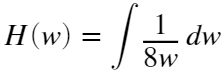 H(w) = ∫ 1/(8w) dw